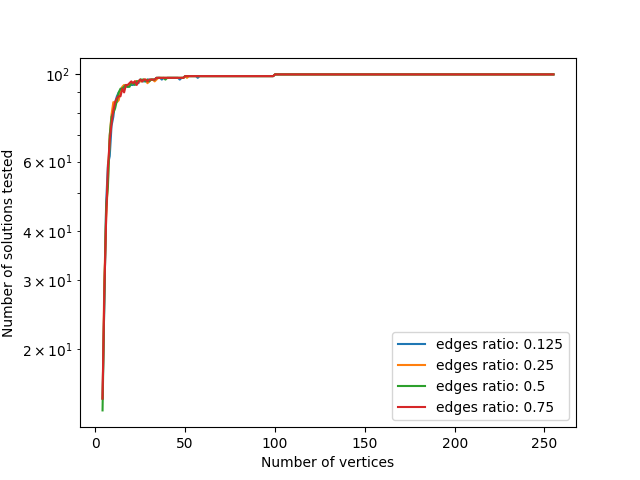 10²
6 × 10¹
4 × 10¹
3 × 10¹
2 × 10¹
Number of solutions tested
edges ratio: 0.125
edges ratio: 0.25
edges ratio: 0.5
edges ratio: 0.75
0 50 100 150 200 250
Number of vertices